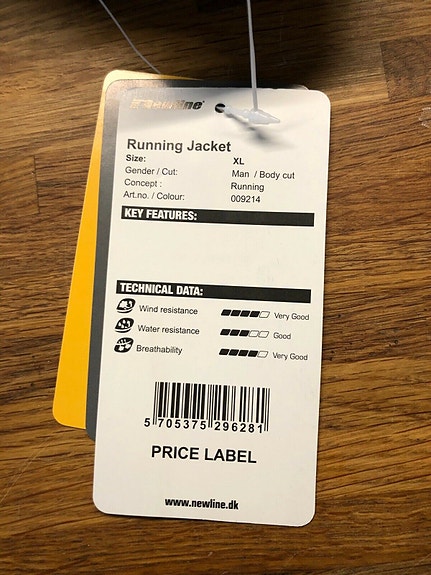 newline
Running Jacket
Size: XL
Gender / Cut: Man / Body cut
Concept : Running
Art.no. / Colour: 009214
KEY FEATURES:
TECHNICAL DATA:
Wind resistance Very Good
Water resistance Good
Breathability Very Good
5 705375 296281
PRICE LABEL
www.newline.dk